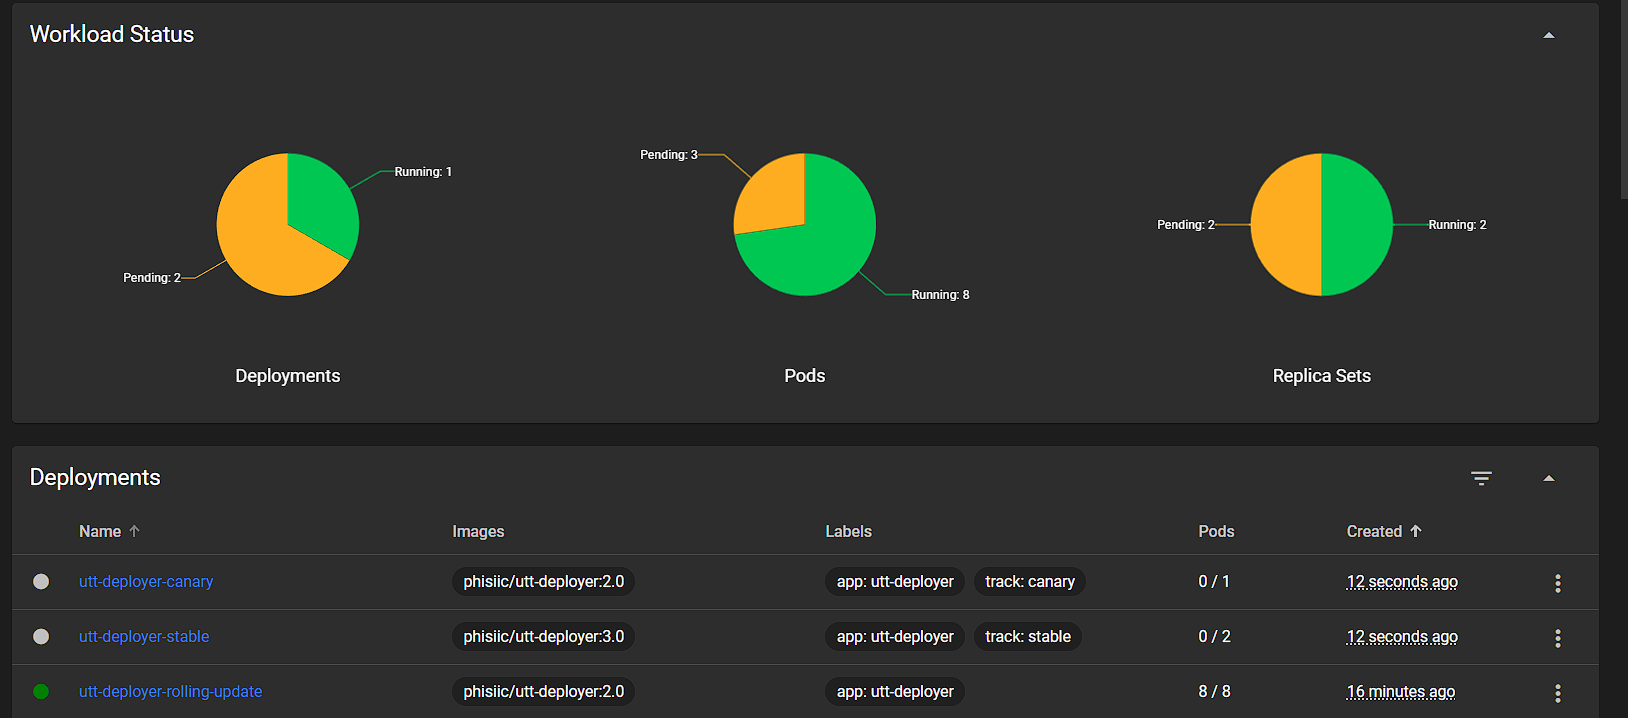 Workload Status
Pending: 3
Running: 1
Pending: 2
Running: 2
Pending: 2
Running: 8
Deployments
Pods
Replica Sets
Deployments
Name Images Labels Pods Created
utt-deployer-canary phisiic/utt-deployer:2.0 app: utt-deployer track: canary 0 / 1 12 seconds ago
utt-deployer-stable phisiic/utt-deployer:3.0 app: utt-deployer track: stable 0 / 2 12 seconds ago
utt-deployer-rolling-update phisiic/utt-deployer:2.0 app: utt-deployer 8 / 8 16 minutes ago